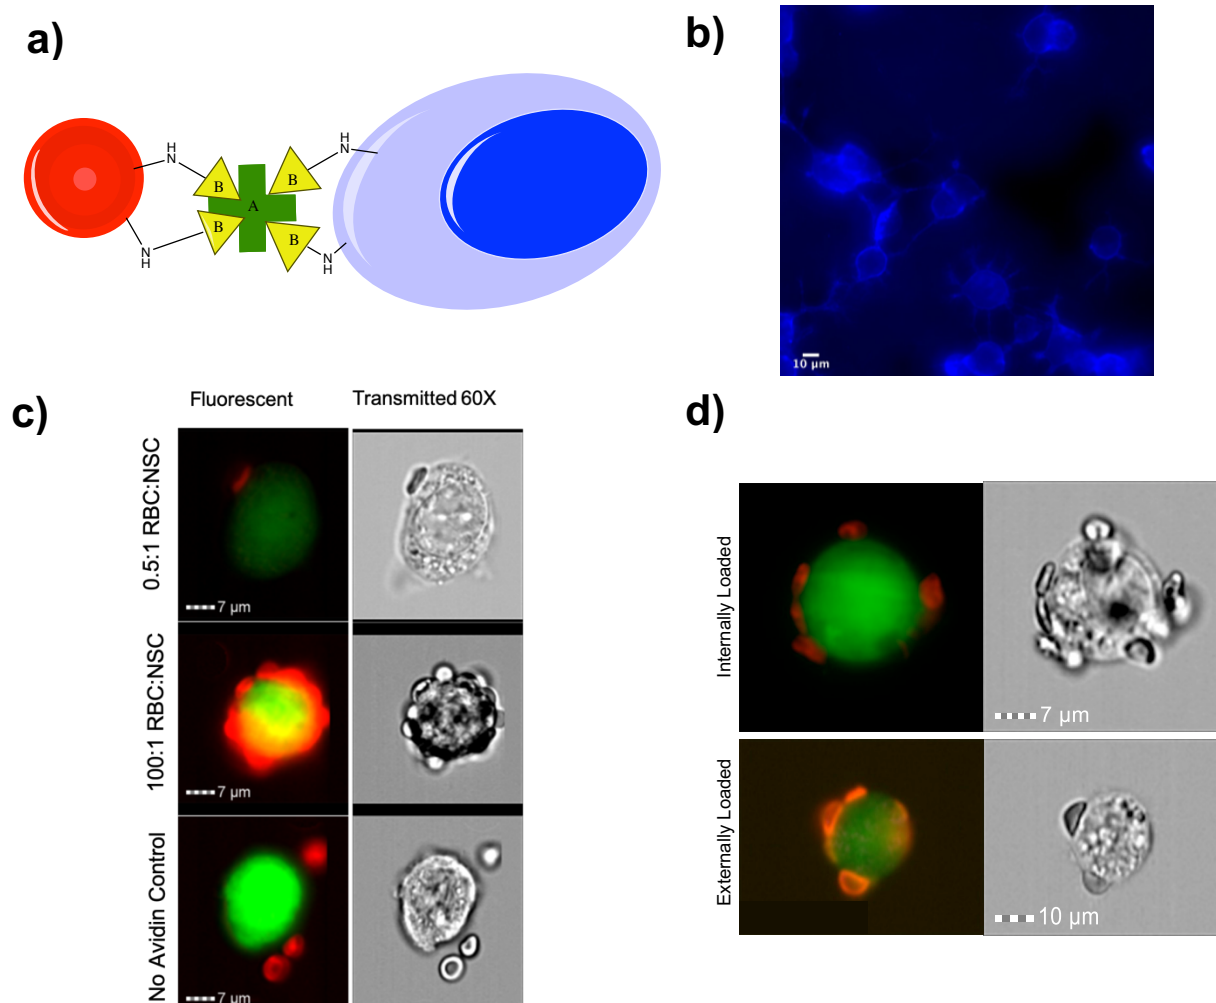 a)
H
N
H
N
B
B
A
B
B
N
H
N
H
b)
10 µm
c)
Fluorescent
Transmitted 60X
0.5:1 RBC:NSC
7 µm
100:1 RBC:NSC
7 µm
No Avidin Control
7 µm
d)
Internally Loaded
7 µm
Externally Loaded
10 µm